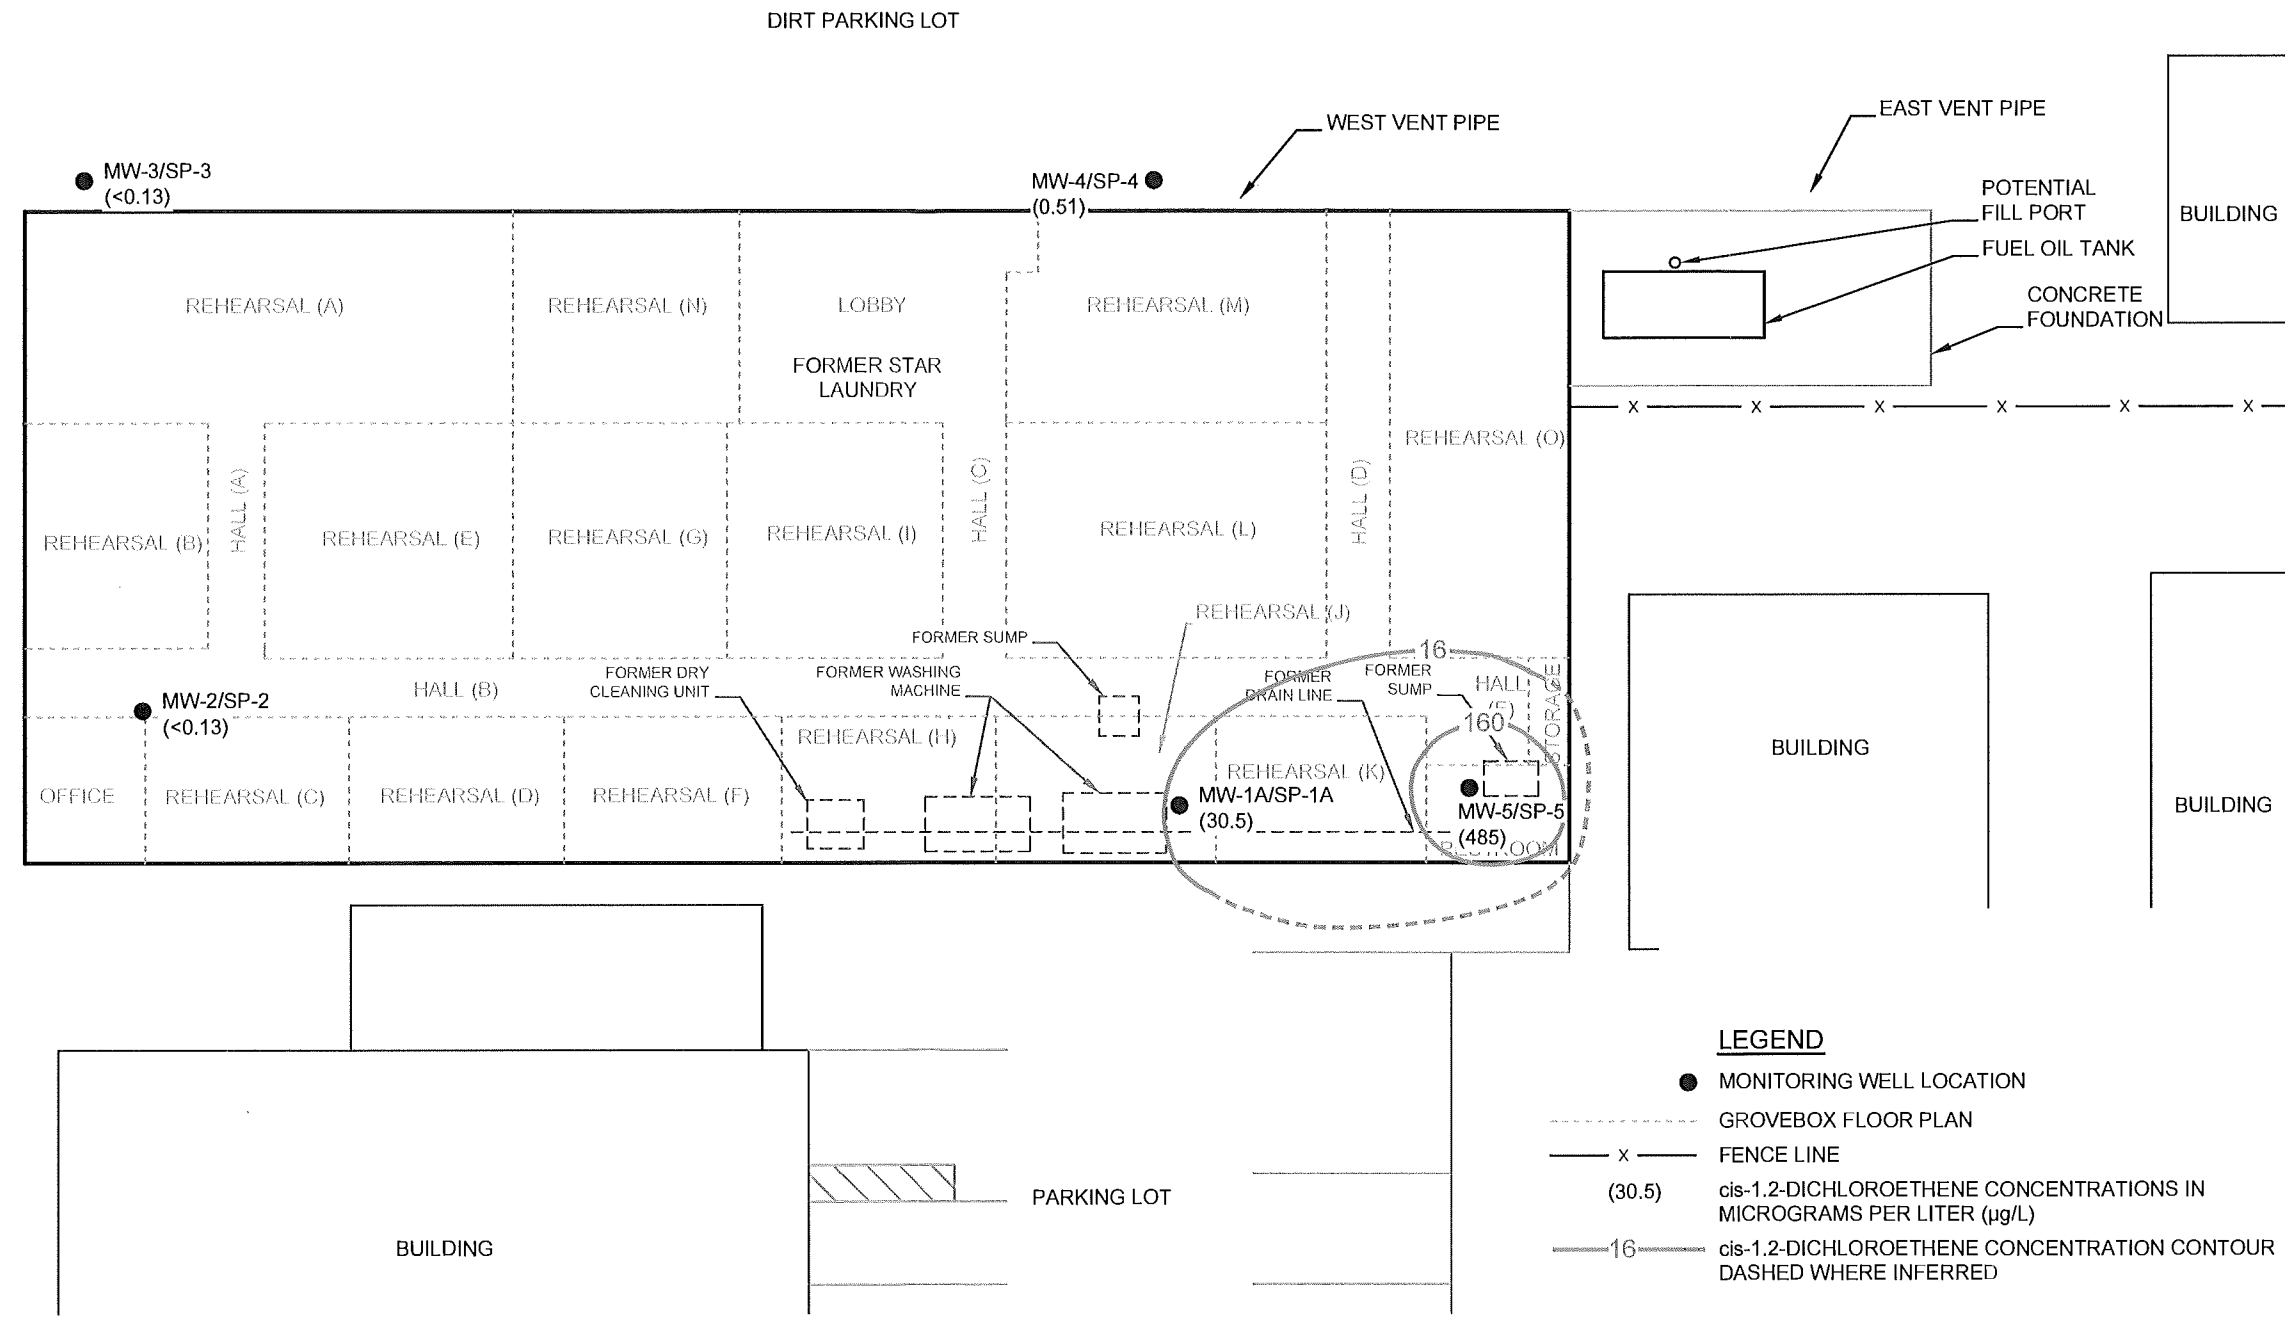 DIRT PARKING LOT
WEST VENT PIPE
EAST VENT PIPE
MW-3/SP-3
(<0.13)
MW-4/SP-4
(0.51)
POTENTIAL
FILL PORT
FUEL OIL TANK
CONCRETE
FOUNDATION
BUILDING
REHEARSAL (A)
REHEARSAL (N)
LOBBY
REHEARSAL (M)
FORMER STAR
LAUNDRY
X X X X X X
REHEARSAL (O)
HALL (A)
HALL (C)
HALL (D)
REHEARSAL (B)
REHEARSAL (E)
REHEARSAL (G)
REHEARSAL (I)
REHEARSAL (L)
REHEARSAL (J)
FORMER SUMP
16
FORMER DRY
CLEANING UNIT
FORMER WASHING
MACHINE
FORMER
DRAIN LINE
FORMER
SUMP
HALL
STORAGE
160
HALL (B)
MW-2/SP-2
(<0.13)
REHEARSAL (H)
REHEARSAL (K)
OFFICE
REHEARSAL (C)
REHEARSAL (D)
REHEARSAL (F)
MW-1A/SP-1A
(30.5)
MW-5/SP-5
(485)
BUILDING
BUILDING
BUILDING
PARKING LOT
LEGEND
MONITORING WELL LOCATION
GROVEBOX FLOOR PLAN
X FENCE LINE
(30.5) cis-1.2-DICHLOROETHENE CONCENTRATIONS IN
MICROGRAMS PER LITER (µg/L)
16 cis-1.2-DICHLOROETHENE CONCENTRATION CONTOUR
DASHED WHERE INFERRED